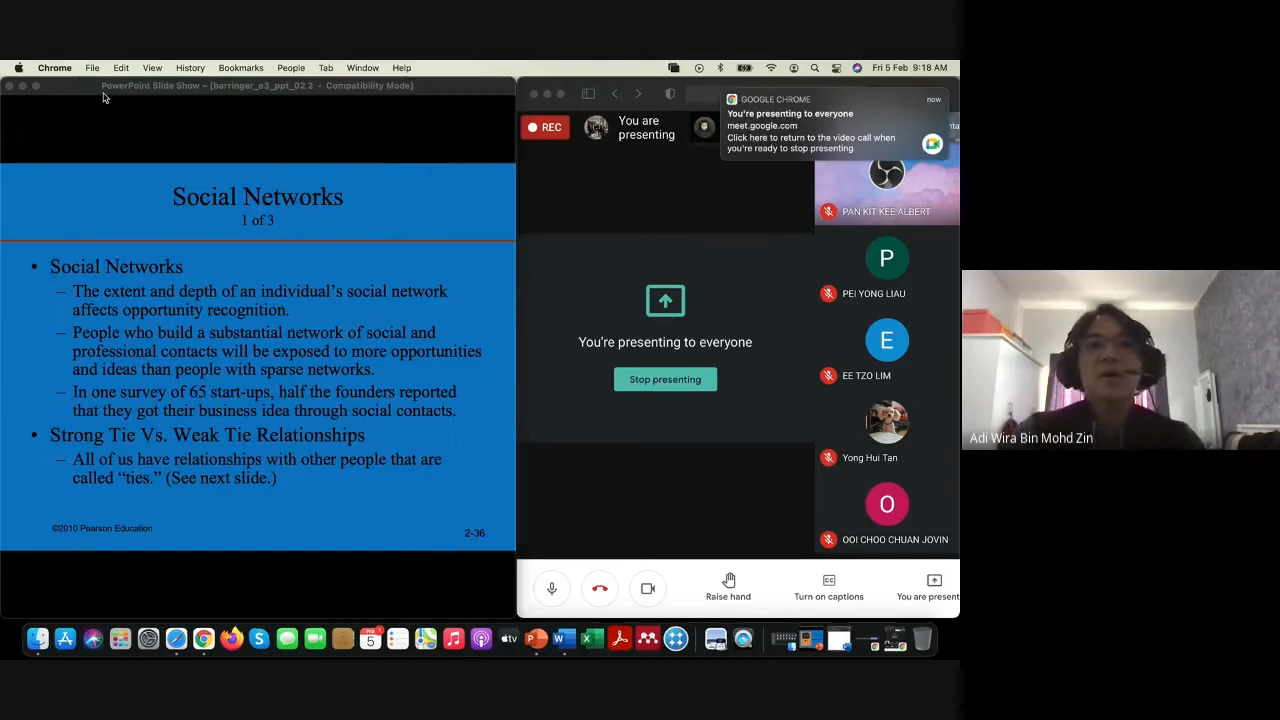 Chrome File Edit View History Bookmarks People Tab Window Help
Fri 5 Feb 9:18 AM
PowerPoint Slide Show – [barringer_e3_ppt_02 2 - Compatibility Mode]
Social Networks
1 of 3
• Social Networks
– The extent and depth of an individual’s social network
affects opportunity recognition.
– People who build a substantial network of social and
professional contacts will be exposed to more opportunities
and ideas than people with sparse networks.
– In one survey of 65 start-ups, half the founders reported
that they got their business idea through social contacts.
• Strong Tie Vs. Weak Tie Relationships
– All of us have relationships with other people that are
called “ties.” (See next slide.)
©2010 Pearson Education
2-36
REC
You are
presenting
GOOGLE CHROME
now
You're presenting to everyone
meet.google.com
Click here to return to the video call when
you're ready to stop presenting
PAN KIT KEE ALBERT
P
PEI YONG LIAU
E
EE TZO LIM
Yong Hui Tan
O
OOI CHOO CHUAN JOVIN
You're presenting to everyone
Stop presenting
Raise hand
CC
Turn on captions
You are present
Adi Wira Bin Mohd Zin
5
tv